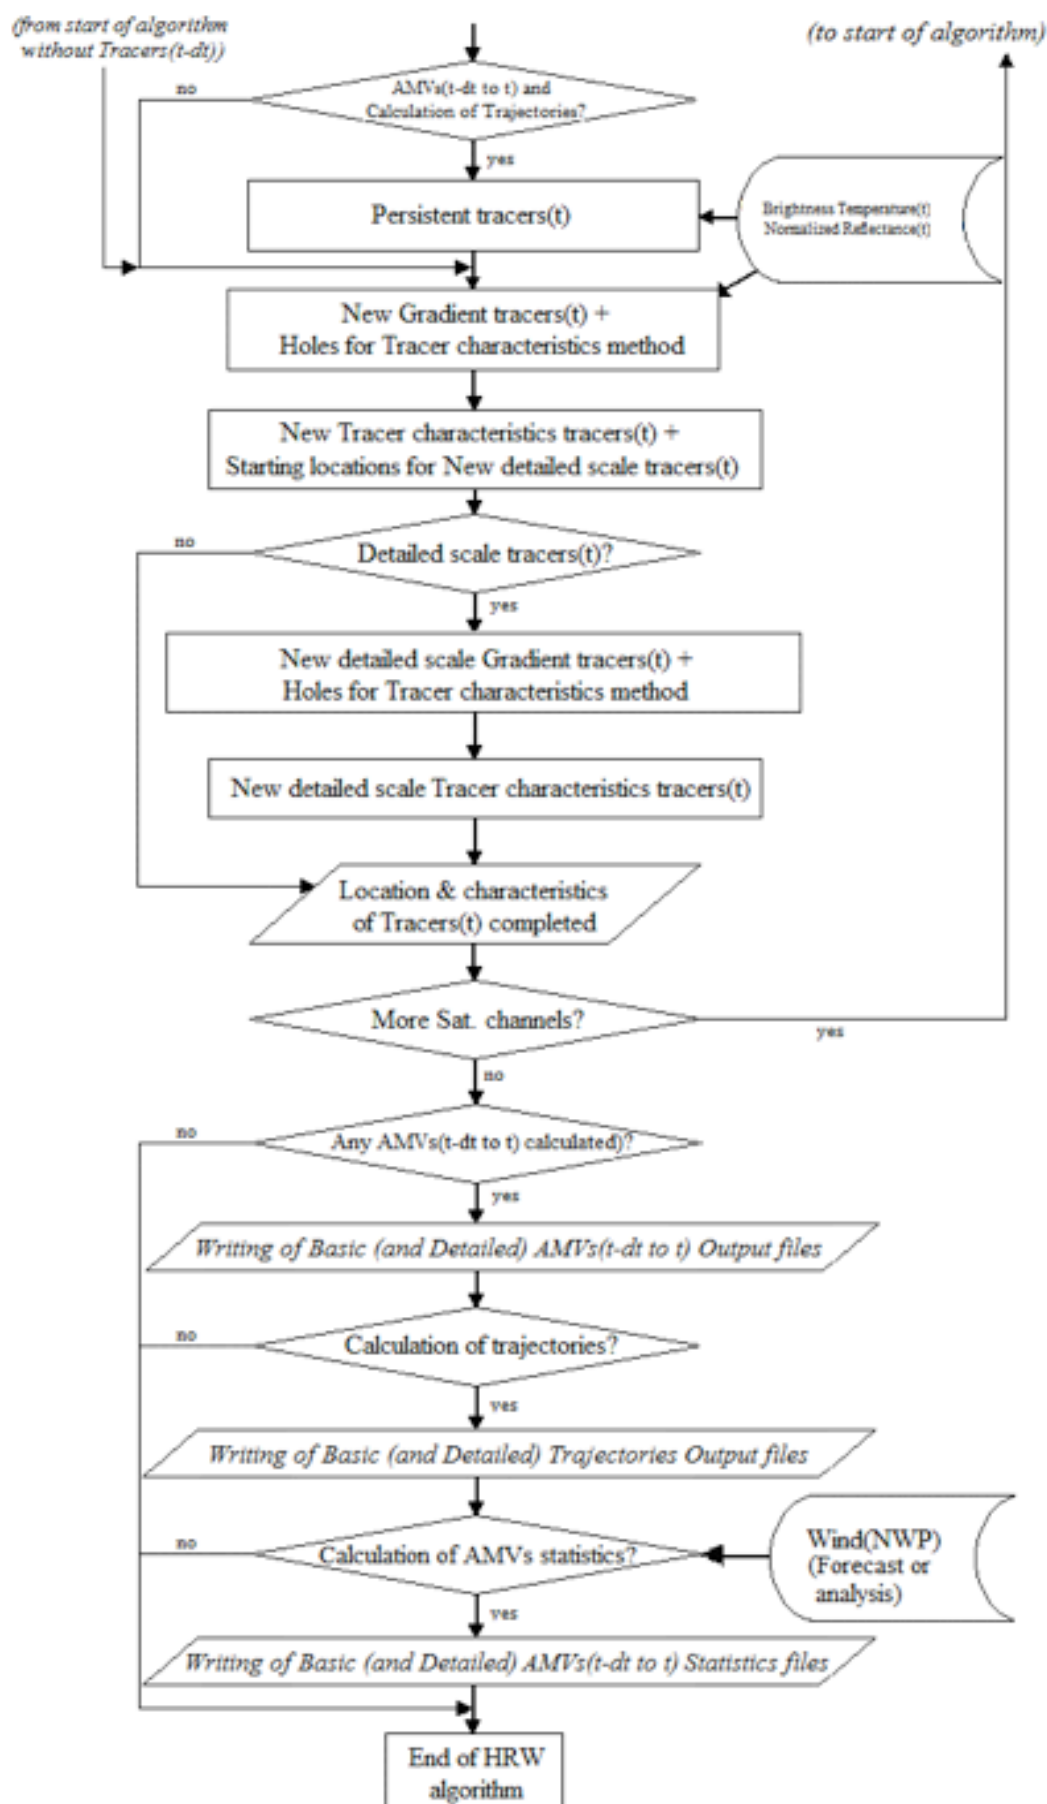 (from start of algorithm
without Tracers(t-dt))
(to start of algorithm)
AMVs(t-dt to t) and
Calculation of Trajectories?
no
yes
Persistent tracers(t)
Brightness Temperature(t)
Normalized Reflectance(t)
New Gradient tracers(t) +
Holes for Tracer characteristics method
New Tracer characteristics tracers(t) +
Starting locations for New detailed scale tracers(t)
no
Detailed scale tracers(t)?
yes
New detailed scale Gradient tracers(t) +
Holes for Tracer characteristics method
New detailed scale Tracer characteristics tracers(t)
Location & characteristics
of Tracers(t) completed
More Sat. channels?
yes
no
no
Any AMVs(t-dt to t) calculated)?
yes
Writing of Basic (and Detailed) AMVs(t-dt to t) Output files
no
Calculation of trajectories?
yes
Writing of Basic (and Detailed) Trajectories Output files
Wind(NWP)
(Forecast or
analysis)
no
Calculation of AMVs statistics?
yes
Writing of Basic (and Detailed) AMVs(t-dt to t) Statistics files
End of HRW
algorithm